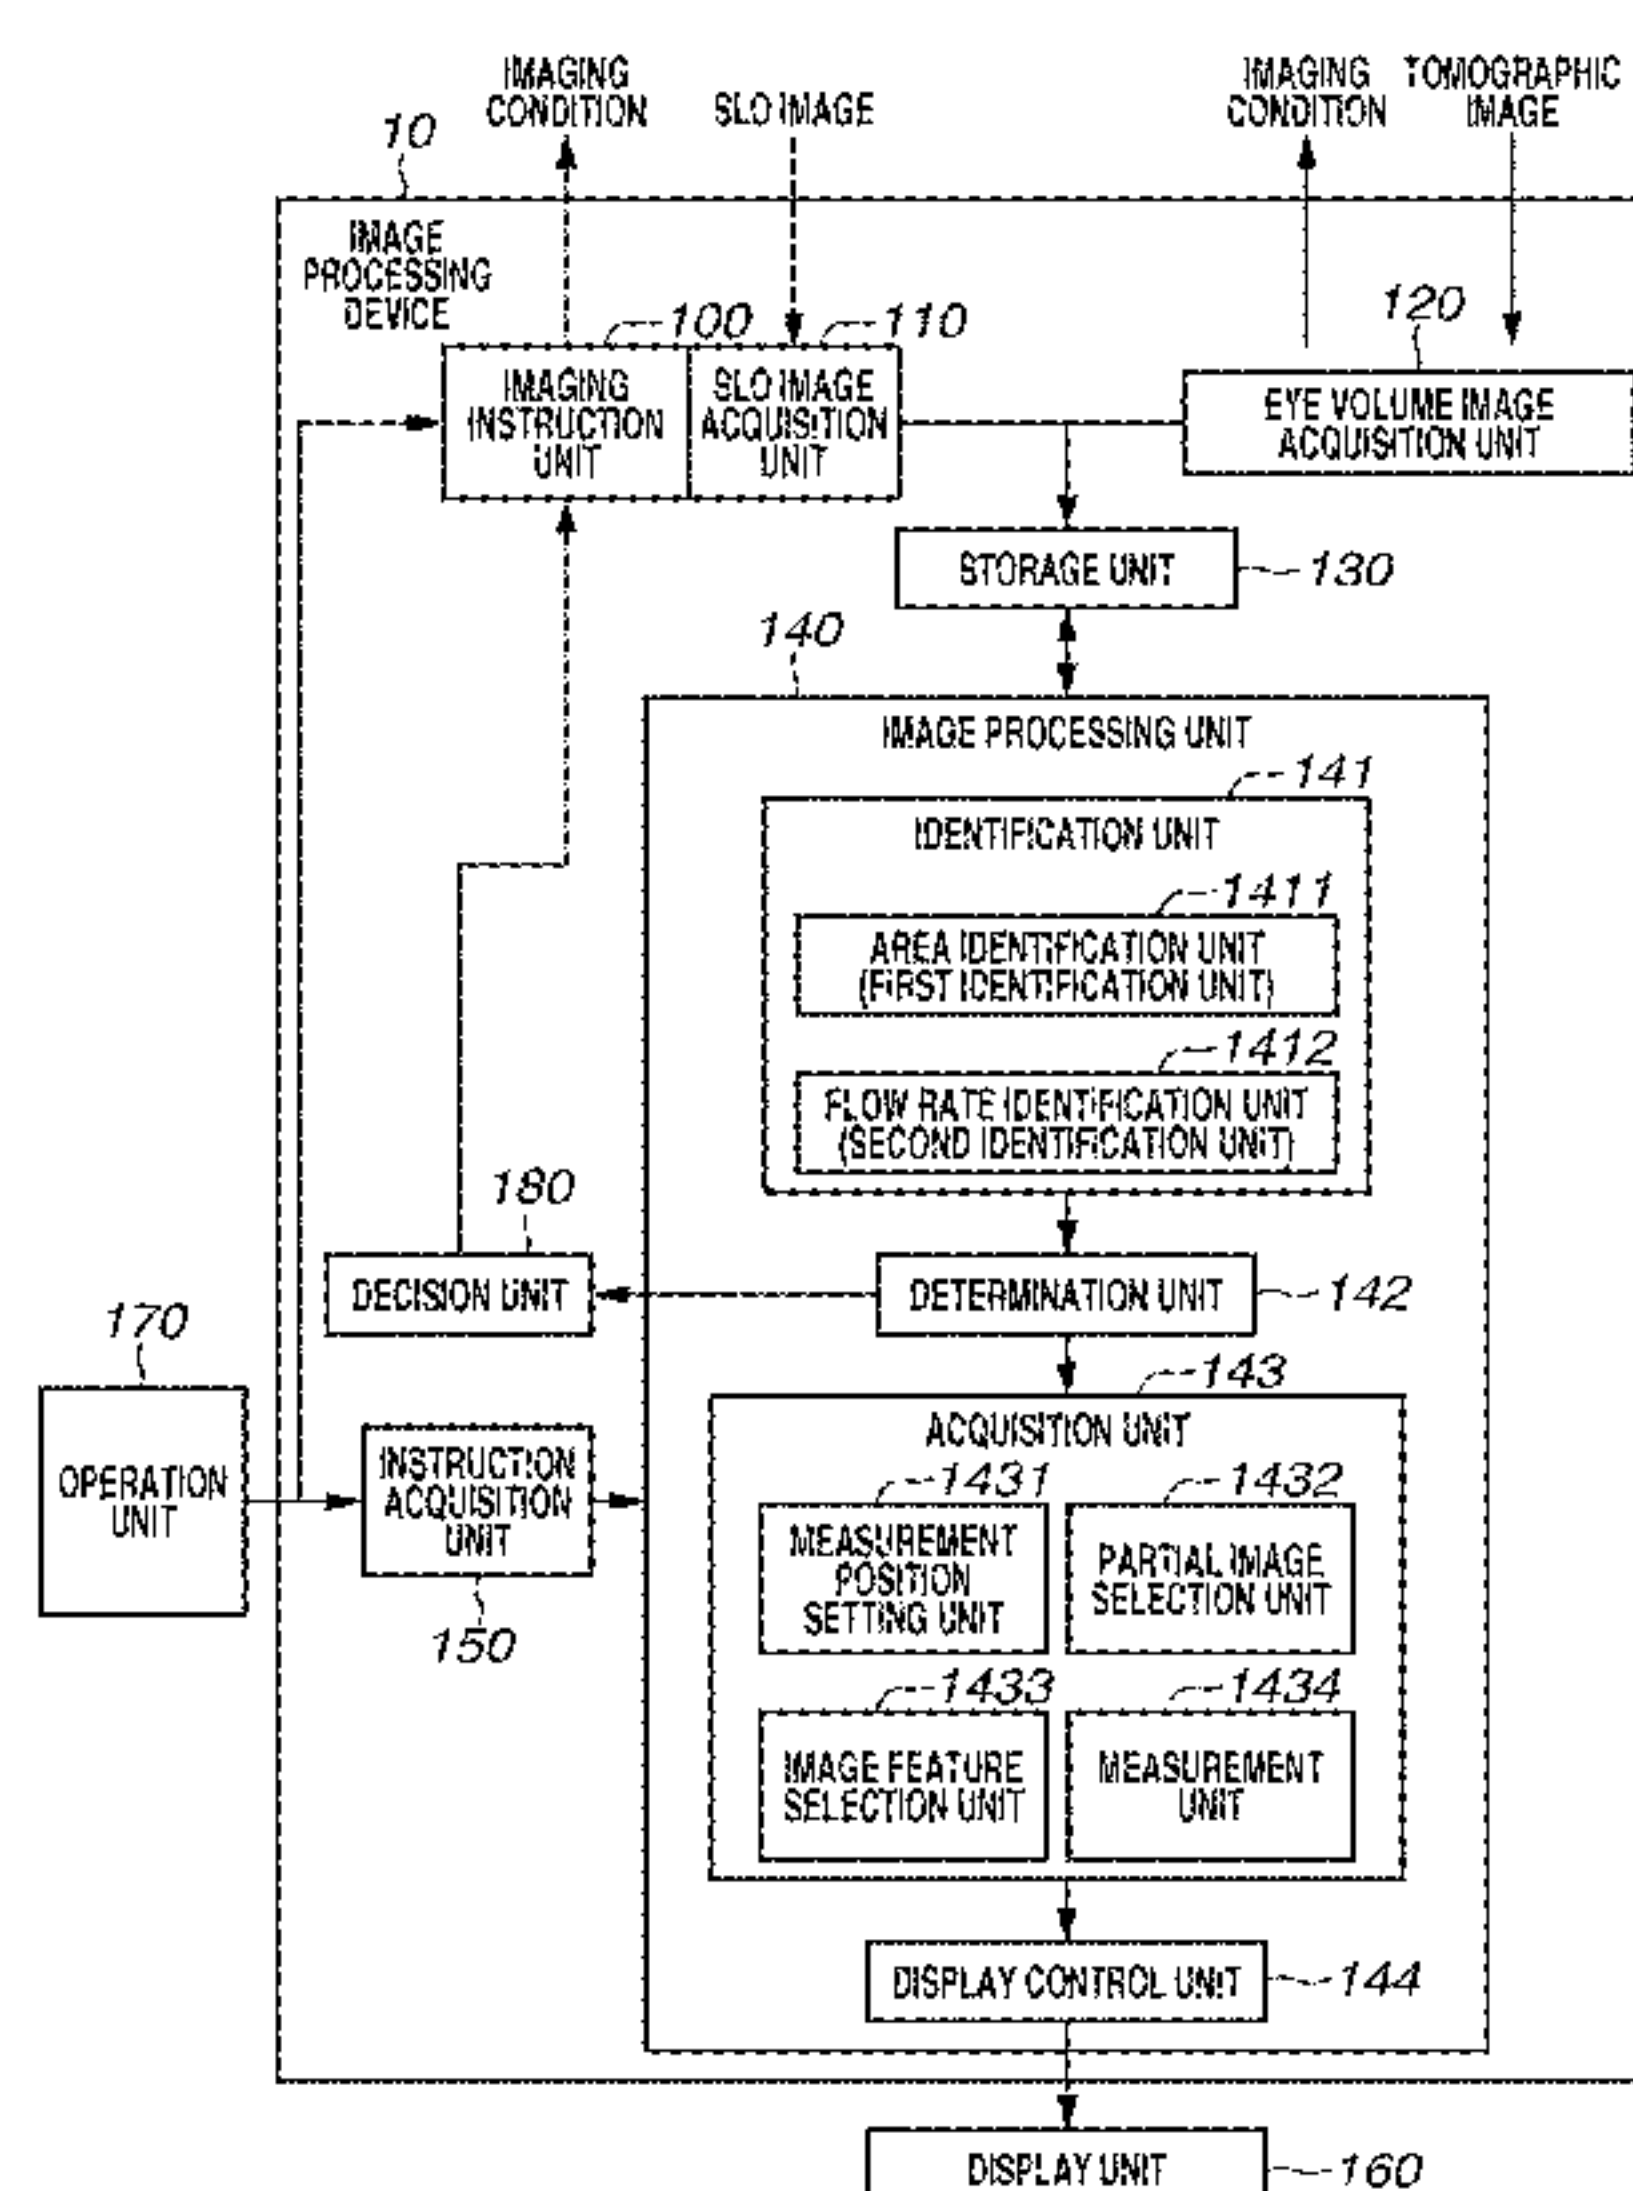 IMAGING
CONDITION
SLO IMAGE
IMAGING
CONDITION
TOMOGRAPHIC
IMAGE
10
IMAGE
PROCESSING
DEVICE
100
110
120
IMAGING
INSTRUCTION
UNIT
SLO IMAGE
ACQUISITION
UNIT
EYE VOLUME IMAGE
ACQUISITION UNIT
STORAGE UNIT
130
140
IMAGE PROCESSING UNIT
141
IDENTIFICATION UNIT
1411
AREA IDENTIFICATION UNIT
(FIRST IDENTIFICATION UNIT)
1412
FLOW RATE IDENTIFICATION UNIT
(SECOND IDENTIFICATION UNIT)
180
DECISION UNIT
DETERMINATION UNIT
142
170
OPERATION
UNIT
INSTRUCTION
ACQUISITION
UNIT
150
143
ACQUISITION UNIT
1431
MEASUREMENT
POSITION
SETTING UNIT
1432
PARTIAL IMAGE
SELECTION UNIT
1433
IMAGE FEATURE
SELECTION UNIT
1434
MEASUREMENT
UNIT
DISPLAY CONTROL UNIT
144
DISPLAY UNIT
160